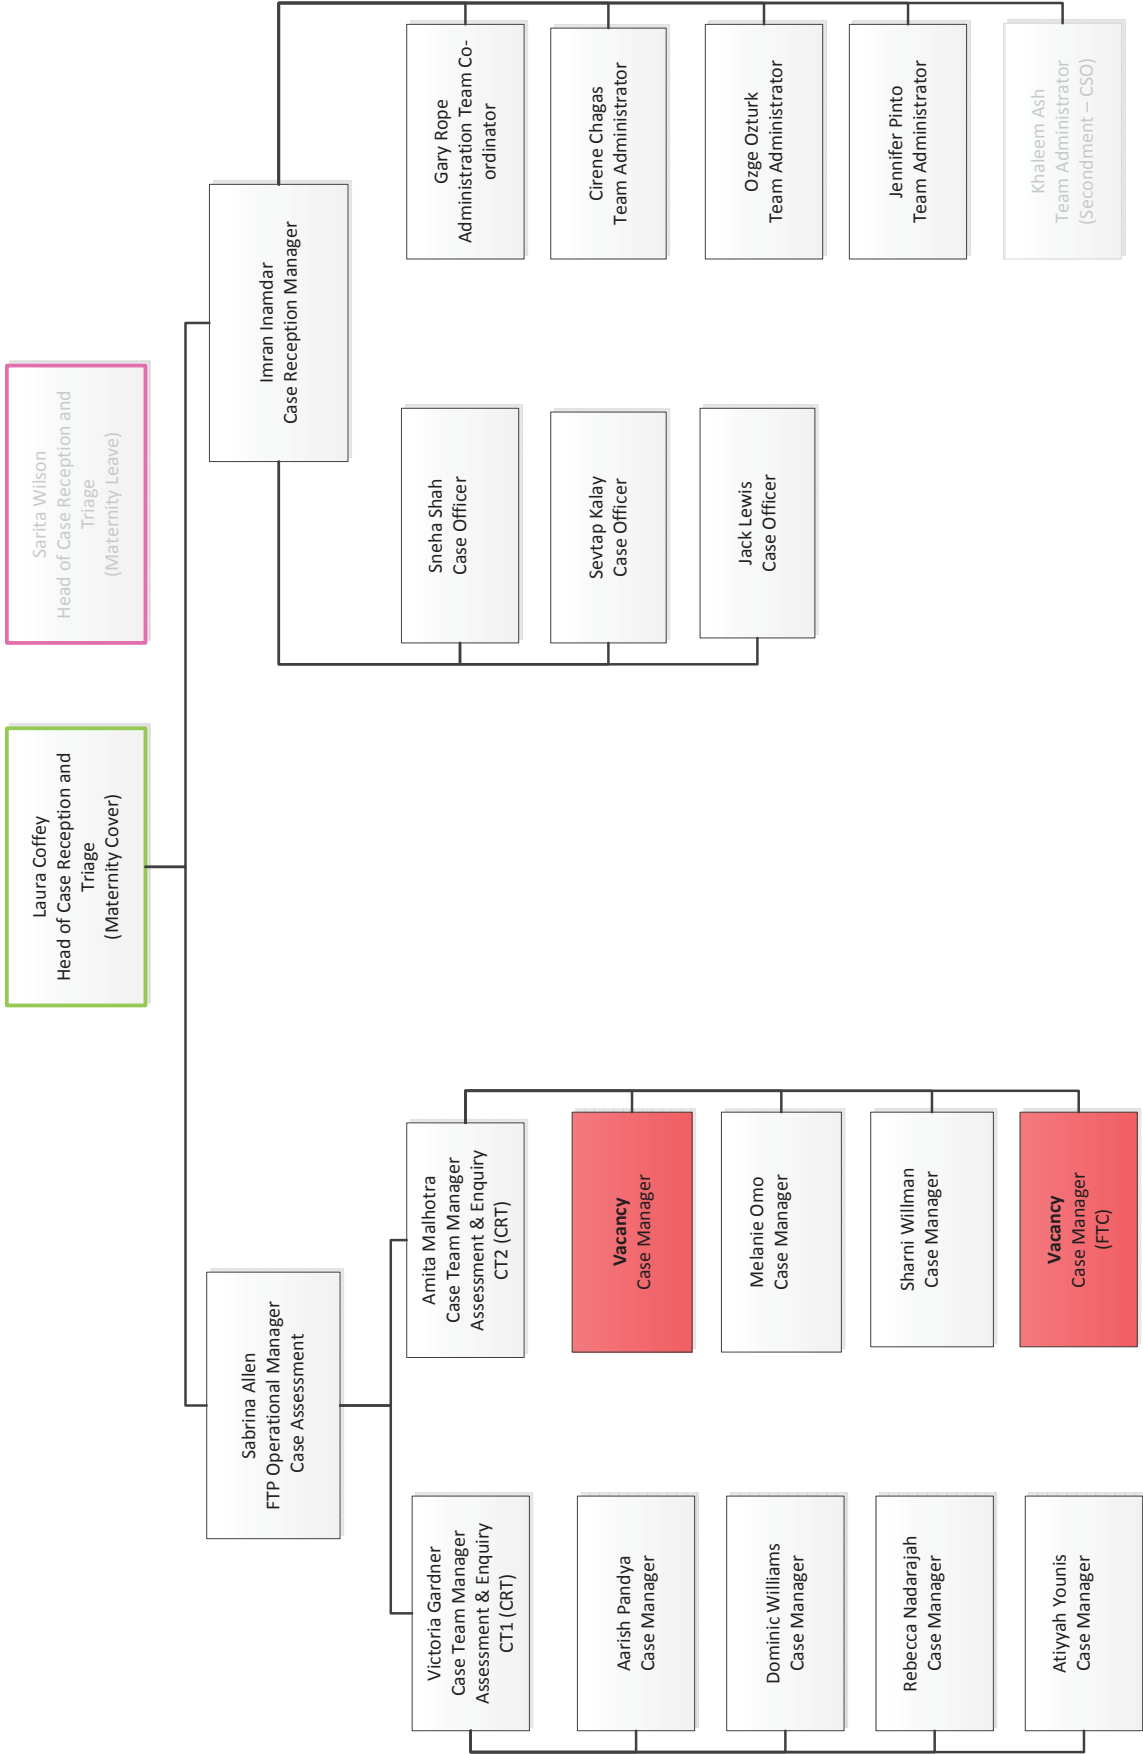 Laura Coffey
Head of Case Reception and
Triage
(Maternity Cover)
Sarita Wilson
Head of Case Reception and
Triage
(Maternity Leave)
Sabrina Allen
FTP Operational Manager
Case Assessment
Imran Inamdar
Case Reception Manager
Victoria Gardner
Case Team Manager
Assessment & Enquiry
CT1 (CRT)
Aarish Pandya
Case Manager
Dominic Williams
Case Manager
Rebecca Nadarajah
Case Manager
Atiyyah Younis
Case Manager
Amita Malhotra
Case Team Manager
Assessment & Enquiry
CT2 (CRT)
Vacancy
Case Manager
Melanie Omo
Case Manager
Sharni Willman
Case Manager
Vacancy
Case Manager
(FTC)
Sneha Shah
Case Officer
Sevtap Kalay
Case Officer
Jack Lewis
Case Officer
Gary Rope
Administration Team Co-
ordinator
Cirene Chagas
Team Administrator
Ozge Ozturk
Team Administrator
Jennifer Pinto
Team Administrator
Khaleem Ash
Team Administrator
(Secondment – CSO)